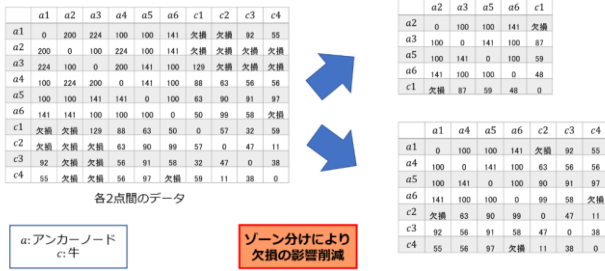 a1 a2 a3 a4 a5 a6 c1 c2 c3 c4
a1 0 200 224 100 100 141 欠損 欠損 92 55
a2 200 0 100 224 100 141 欠損 欠損 欠損 欠損
a3 224 100 0 200 141 100 129 欠損 欠損 欠損
a4 100 224 200 0 141 100 88 63 56 56
a5 100 100 141 141 0 100 63 90 91 97
a6 141 141 100 100 100 0 50 99 58 欠損
c1 欠損 欠損 129 88 63 50 0 57 32 59
c2 欠損 欠損 欠損 63 90 99 57 0 47 11
c3 92 欠損 欠損 56 91 58 32 47 0 38
c4 55 欠損 欠損 56 97 欠損 59 11 38 0
各2点間のデータ
a:アンカーノード
c:牛
ゾーン分けにより
欠損の影響削減
a2 a3 a5 a6 c1
a2 0 100 100 141 欠損
a3 100 0 141 100 87
a5 100 141 0 100 59
a6 141 100 100 0 48
c1 欠損 87 59 48 0
a1 a4 a5 a6 c2 c3 c4
a1 0 100 100 141 欠損 92 55
a4 100 0 141 100 63 56 56
a5 100 141 0 100 90 91 97
a6 141 100 100 0 99 58 欠損
c2 欠損 63 90 99 0 47 11
c3 92 56 91 58 47 0 38
c4 55 56 97 欠損 11 38 0